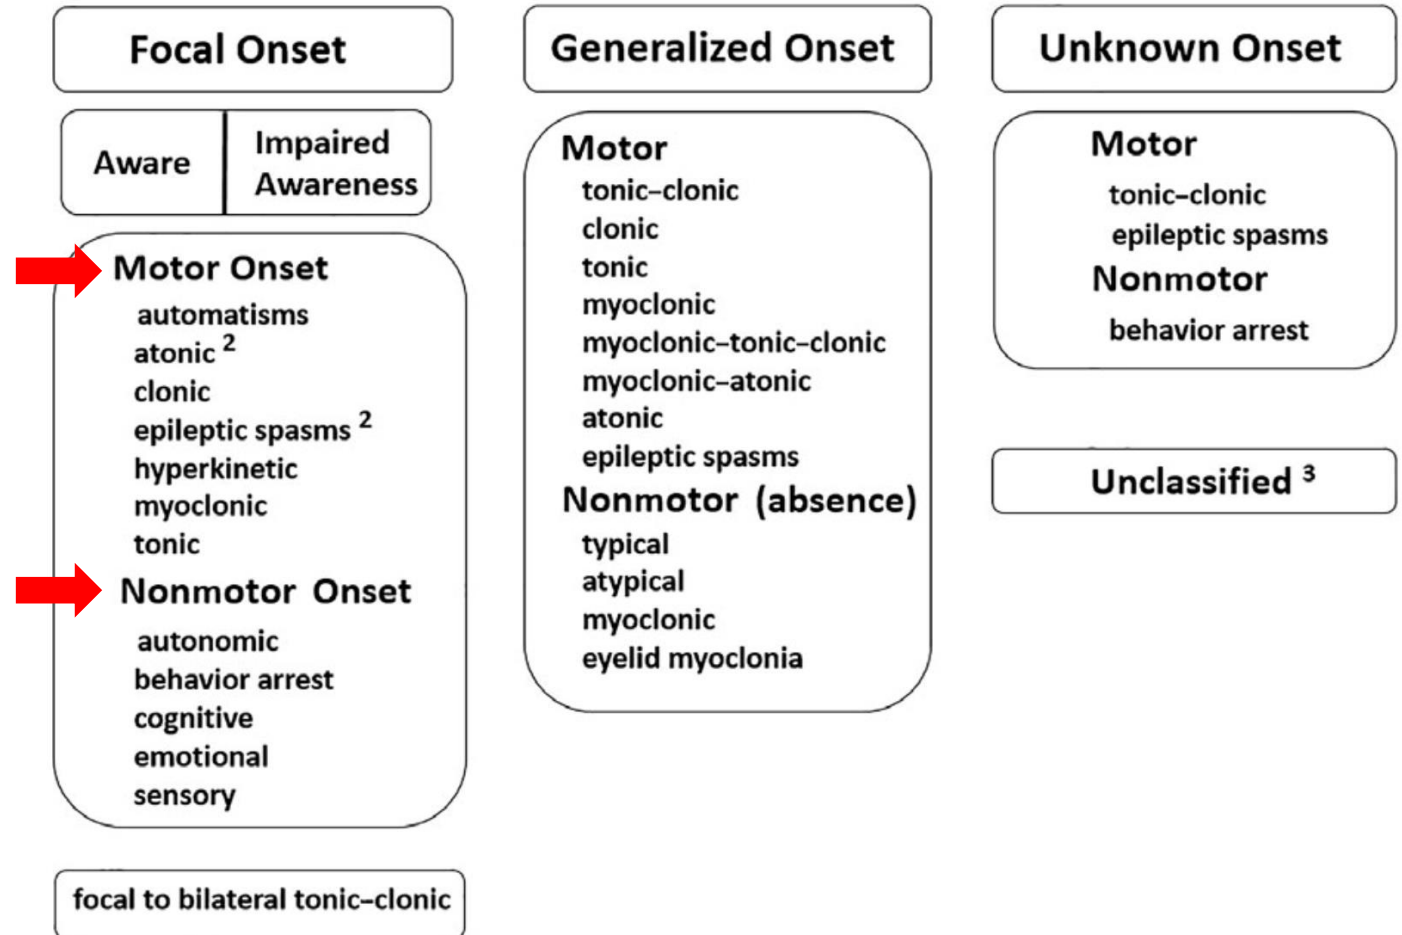 Focal Onset
Aware
Impaired
Awareness
Motor Onset
automatisms
atonic 2
clonic
epileptic spasms 2
hyperkinetic
myoclonic
tonic
Nonmotor Onset
autonomic
behavior arrest
cognitive
emotional
sensory
focal to bilateral tonic–clonic
Generalized Onset
Motor
tonic–clonic
clonic
tonic
myoclonic
myoclonic–tonic–clonic
myoclonic–atonic
atonic
epileptic spasms
Nonmotor (absence)
typical
atypical
myoclonic
eyelid myoclonia
Unknown Onset
Motor
tonic–clonic
epileptic spasms
Nonmotor
behavior arrest
Unclassified 3